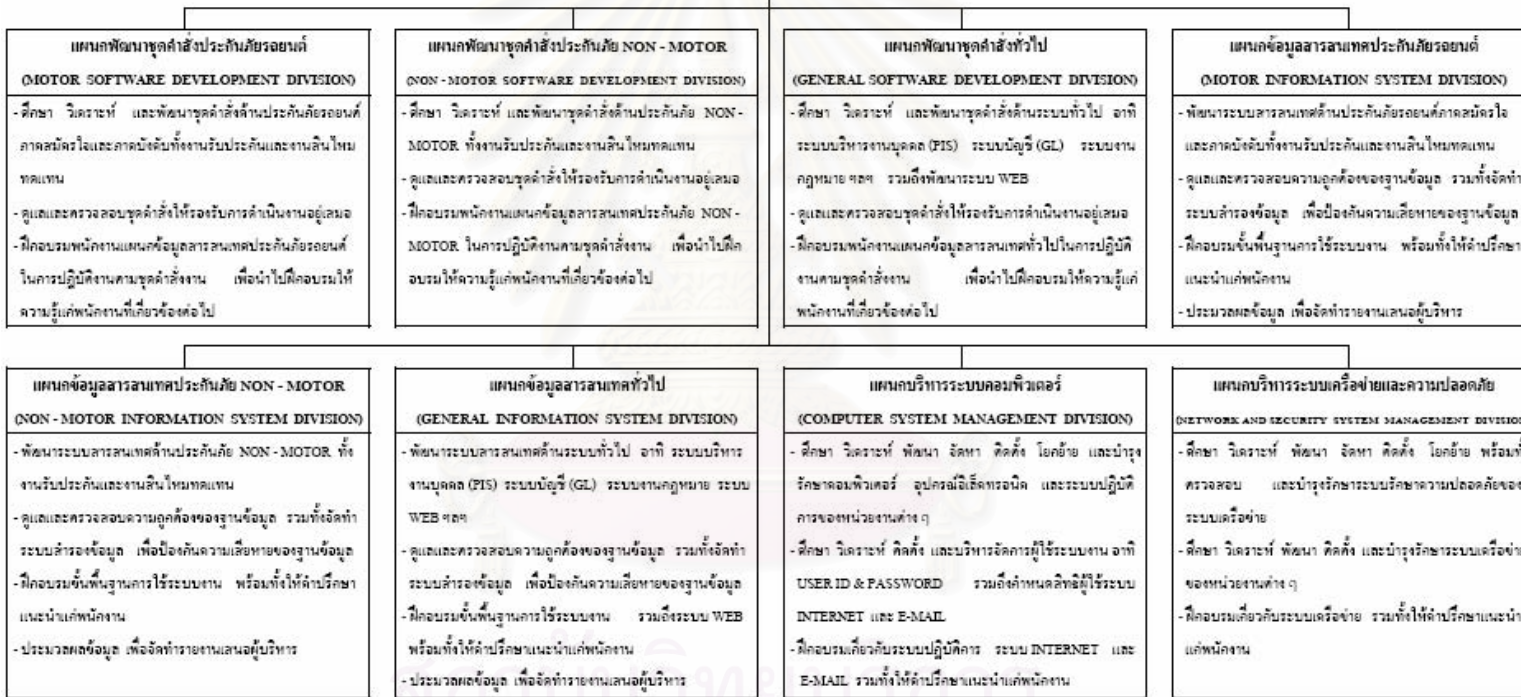 แผนกพัฒนาชุดคำสั่งประกันภัยรถยนต์
(MOTOR SOFTWARE DEVELOPMENT DIVISION)
- ศึกษา วิเคราะห์ และพัฒนาชุดคำสั่งด้านประกันภัยรถยนต์
ภาคสมัครใจและภาคบังคับทั้งงานรับประกันและงานสินไหม
ทดแทน
- ดูแลและตรวจสอบชุดคำสั่งให้รองรับการดำเนินงานอยู่เสมอ
- ฝึกอบรมพนักงานแผนกข้อมูลสารสนเทศประกันภัยรถยนต์
ในการปฏิบัติงานตามชุดคำสั่งงาน เพื่อนำไปฝึกอบรมให้
ความรู้แก่พนักงานที่เกี่ยวข้องต่อไป
แผนกพัฒนาชุดคำสั่งประกันภัย NON - MOTOR
(NON - MOTOR SOFTWARE DEVELOPMENT DIVISION)
- ศึกษา วิเคราะห์ และพัฒนาชุดคำสั่งด้านประกันภัย NON -
MOTOR ทั้งงานรับประกันและงานสินไหมทดแทน
- ดูแลและตรวจสอบชุดคำสั่งให้รองรับการดำเนินงานอยู่เสมอ
- ฝึกอบรมพนักงานแผนกข้อมูลสารสนเทศประกันภัย NON -
MOTOR ในการปฏิบัติงานตามชุดคำสั่งงาน เพื่อนำไปฝึก
อบรมให้ความรู้แก่พนักงานที่เกี่ยวข้องต่อไป
แผนกพัฒนาชุดคำสั่งทั่วไป
(GENERAL SOFTWARE DEVELOPMENT DIVISION)
- ศึกษา วิเคราะห์ และพัฒนาชุดคำสั่งด้านระบบทั่วไป อาทิ
ระบบบริหารงานบุคคล (PIS) ระบบบัญชี (GL) ระบบงาน
กฎหมาย ฯลฯ รวมถึงพัฒนาระบบ WEB
- ดูแลและตรวจสอบชุดคำสั่งให้รองรับการดำเนินงานอยู่เสมอ
- ฝึกอบรมพนักงานแผนกข้อมูลสารสนเทศทั่วไปในการปฏิบัติ
งานตามชุดคำสั่งงาน เพื่อนำไปฝึกอบรมให้ความรู้แก่
พนักงานที่เกี่ยวข้องต่อไป
แผนกข้อมูลสารสนเทศประกันภัยรถยนต์
(MOTOR INFORMATION SYSTEM DIVISION)
- พัฒนาระบบสารสนเทศด้านประกันภัยรถยนต์ภาคสมัครใจ
และภาคบังคับทั้งงานรับประกันและงานสินไหมทดแทน
- ดูแลและตรวจสอบความถูกต้องของฐานข้อมูล รวมทั้งจัดทำ
ระบบสำรองข้อมูล เพื่อป้องกันความเสียหายของฐานข้อมูล
- ฝึกอบรมขั้นพื้นฐานการใช้ระบบงาน พร้อมทั้งให้คำปรึกษา
แนะนำแก่พนักงาน
- ประมวลผลข้อมูล เพื่อจัดทำรายงานเสนอผู้บริหาร
แผนกข้อมูลสารสนเทศประกันภัย NON - MOTOR
(NON - MOTOR INFORMATION SYSTEM DIVISION)
- พัฒนาระบบสารสนเทศด้านประกันภัย NON - MOTOR ทั้ง
งานรับประกันและงานสินไหมทดแทน
- ดูแลและตรวจสอบความถูกต้องของฐานข้อมูล รวมทั้งจัดทำ
ระบบสำรองข้อมูล เพื่อป้องกันความเสียหายของฐานข้อมูล
- ฝึกอบรมขั้นพื้นฐานการใช้ระบบงาน พร้อมทั้งให้คำปรึกษา
แนะนำแก่พนักงาน
- ประมวลผลข้อมูล เพื่อจัดทำรายงานเสนอผู้บริหาร
แผนกข้อมูลสารสนเทศทั่วไป
(GENERAL INFORMATION SYSTEM DIVISION)
- พัฒนาระบบสารสนเทศด้านระบบทั่วไป อาทิ ระบบบริหาร
งานบุคคล (PIS) ระบบบัญชี (GL) ระบบงานกฎหมาย ระบบ
WEB ฯลฯ
- ดูแลและตรวจสอบความถูกต้องของฐานข้อมูล รวมทั้งจัดทำ
ระบบสำรองข้อมูล เพื่อป้องกันความเสียหายของฐานข้อมูล
- ฝึกอบรมขั้นพื้นฐานการใช้ระบบงาน รวมถึงระบบ WEB
พร้อมทั้งให้คำปรึกษาแนะนำแก่พนักงาน
- ประมวลผลข้อมูล เพื่อจัดทำรายงานเสนอผู้บริหาร
แผนกบริหารระบบคอมพิวเตอร์
(COMPUTER SYSTEM MANAGEMENT DIVISION)
- ศึกษา วิเคราะห์ พัฒนา จัดหา ติดตั้ง โยกย้าย และบำรุง
รักษาคอมพิวเตอร์ อุปกรณ์อิเล็คทรอนิค และระบบปฏิบัติ
การของหน่วยงานต่าง ๆ
- ศึกษา วิเคราะห์ ติดตั้ง และบริหารจัดการผู้ใช้ระบบงาน อาทิ
USER ID & PASSWORD รวมถึงกำหนดสิทธิผู้ใช้ระบบ
INTERNET และ E-MAIL
- ฝึกอบรมเกี่ยวกับระบบปฏิบัติการ ระบบ INTERNET และ
E-MAIL รวมทั้งให้คำปรึกษาแนะนำแก่พนักงาน
แผนกบริหารระบบเครือข่ายและความปลอดภัย
(NETWORK AND SECURITY SYSTEM MANAGEMENT DIVISION
- ศึกษา วิเคราะห์ พัฒนา จัดหา ติดตั้ง โยกย้าย พร้อมทั้ง
ตรวจสอบ และบำรุงรักษาระบบรักษาความปลอดภัยของ
ระบบเครือข่าย
- ศึกษา วิเคราะห์ พัฒนา ติดตั้ง และบำรุงรักษาระบบเครือข่าย
ของหน่วยงานต่าง ๆ
- ฝึกอบรมเกี่ยวกับระบบเครือข่าย รวมทั้งให้คำปรึกษาแนะนำ
แก่พนักงาน